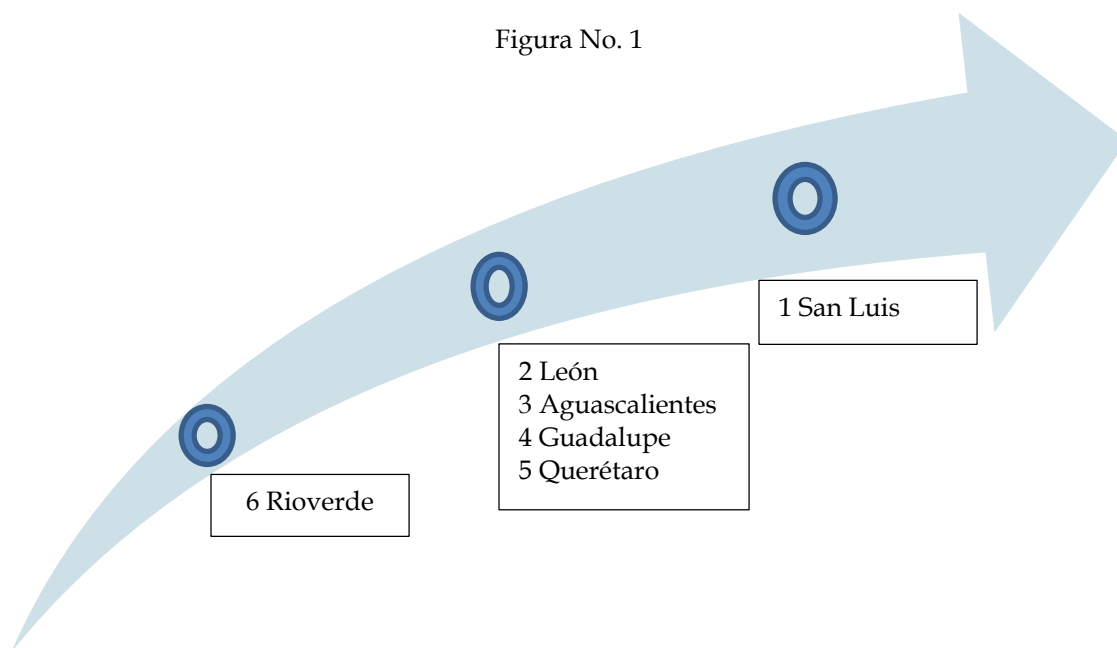 Figura No. 1
1 San Luis
2 León
3 Aguascalientes
4 Guadalupe
5 Querétaro
6 Rioverde